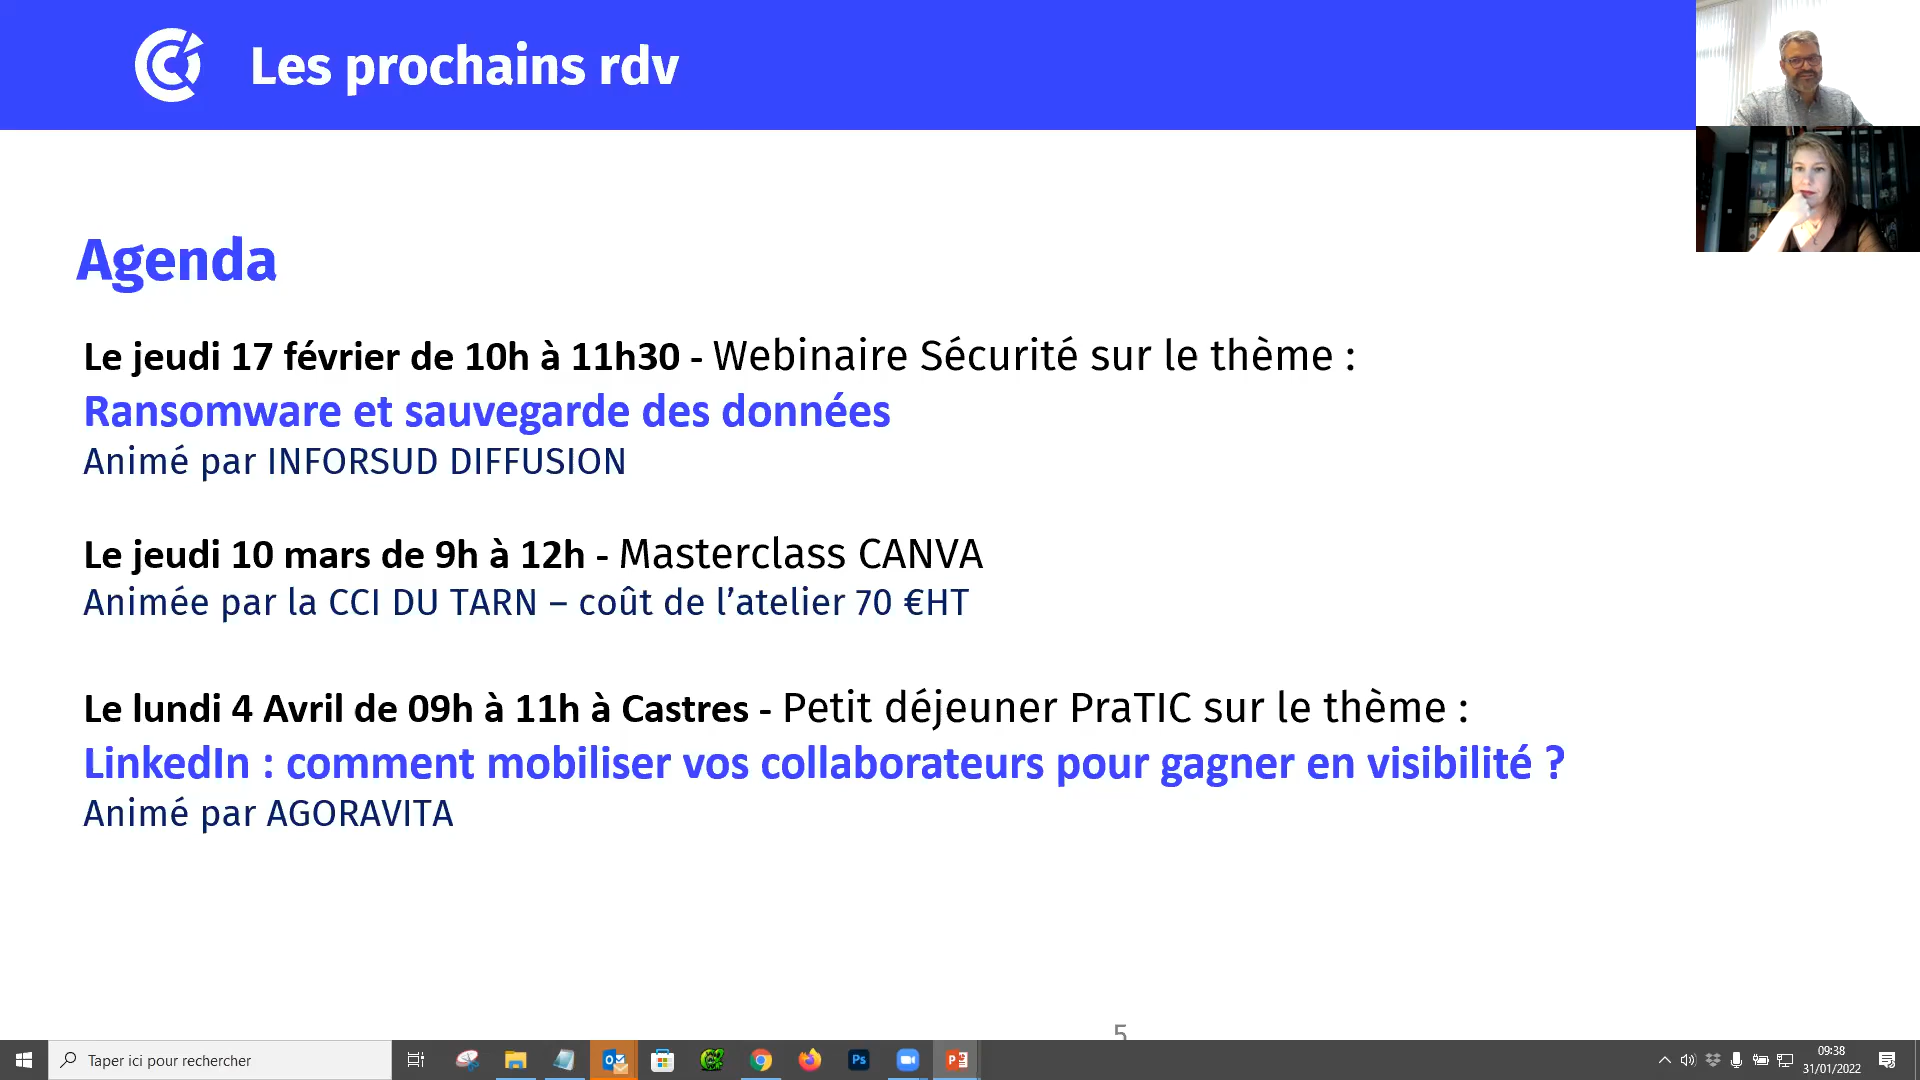 Les prochains rdv
Agenda
Le jeudi 17 février de 10h à 11h30 - Webinaire Sécurité sur le thème :
Ransomware et sauvegarde des données
Animé par INFORSUD DIFFUSION
Le jeudi 10 mars de 9h à 12h - Masterclass CANVA
Animée par la CCI DU TARN – coût de l’atelier 70 €HT
Le lundi 4 Avril de 09h à 11h à Castres - Petit déjeuner PraTIC sur le thème :
LinkedIn : comment mobiliser vos collaborateurs pour gagner en visibilité ?
Animé par AGORAVITA
5
Taper ici pour rechercher
Ps
09:38
31/01/2022